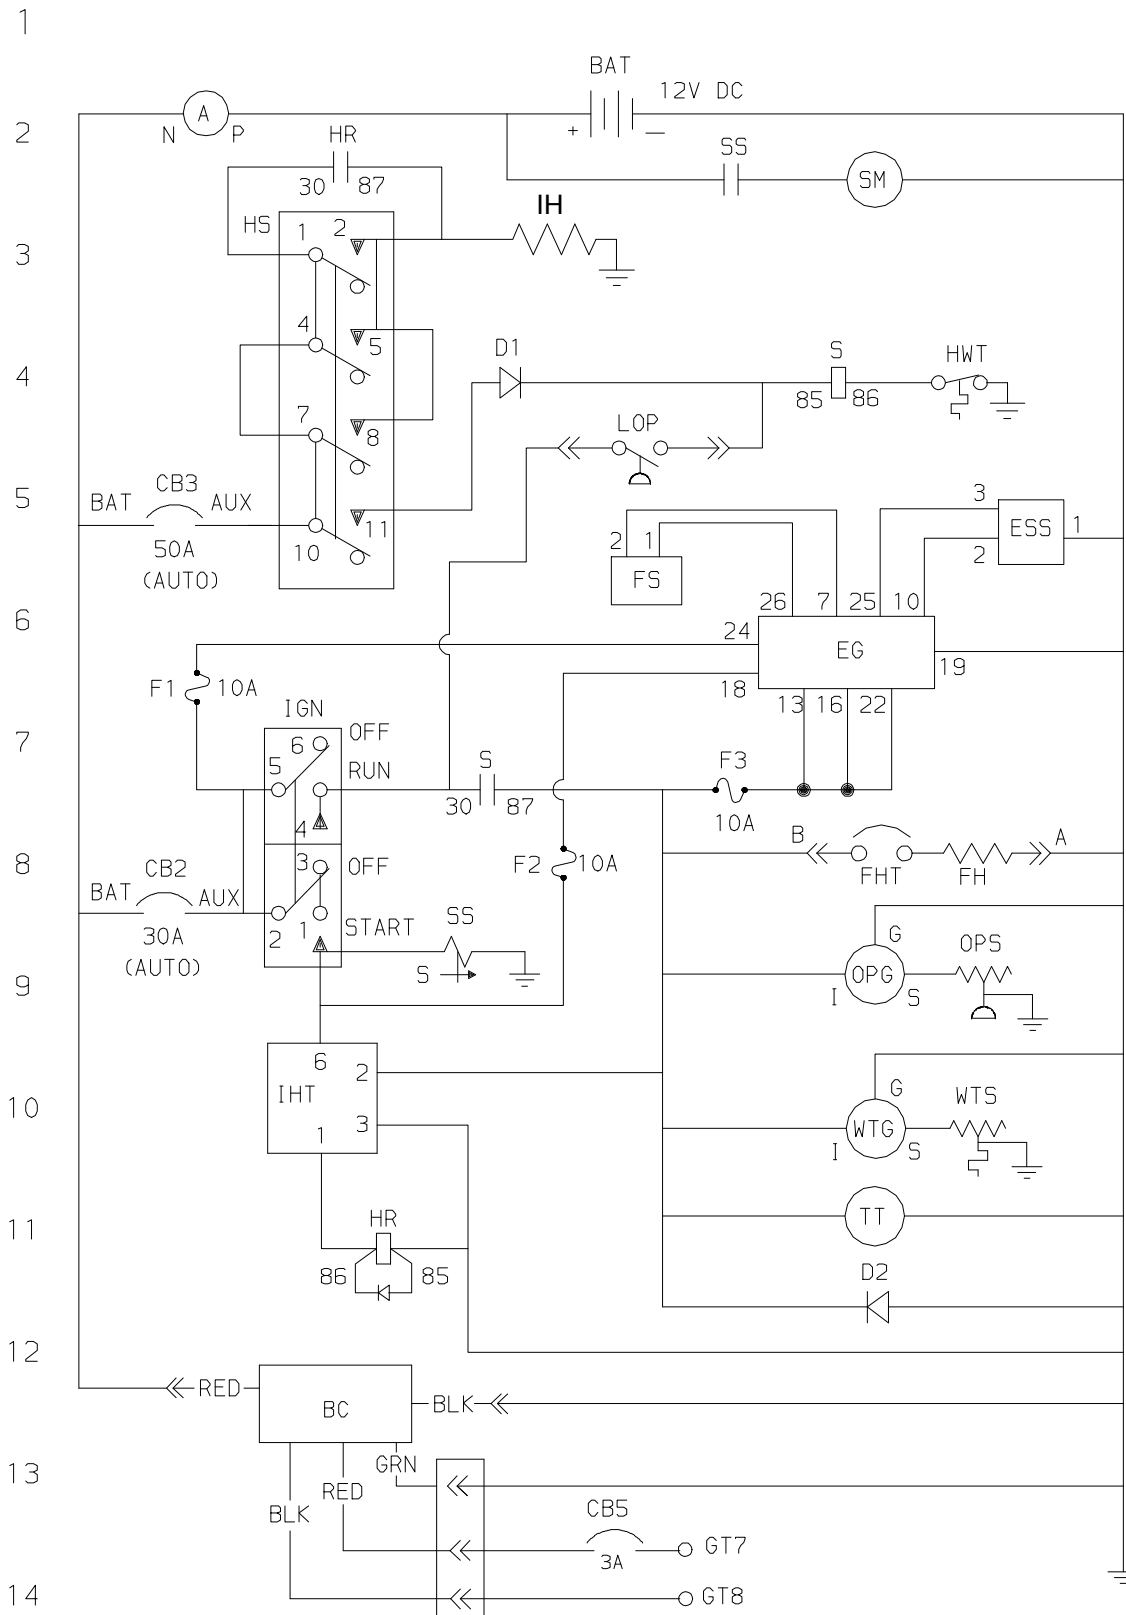 1
BAT
12V DC
A
N
P
+
—
2
HR
SS
SM
30
87
IH
HS
1
2
3
4
5
D1
S
HWT
4
85
86
LOP
7
8
5
CB3
BAT
AUX
11
10
50A
(AUTO)
3
ESS
1
2
2
1
FS
6
26
7
25
10
24
EG
19
18
F1
10A
13
16
22
IGN
7
6
OFF
5
RUN
S
F3
30
87
10A
4
B
A
8
3
OFF
F2
10A
FHT
FH
CB2
BAT
AUX
30A
(AUTO)
2
1
START
SS
G
OPS
S
9
OPG
I
S
6
2
IHT
G
10
3
1
WTS
WTG
I
S
11
HR
TT
86
85
D2
12
RED
BC
BLK
13
GRN
RED
BLK
CB5
GT7
3A
14
GT8